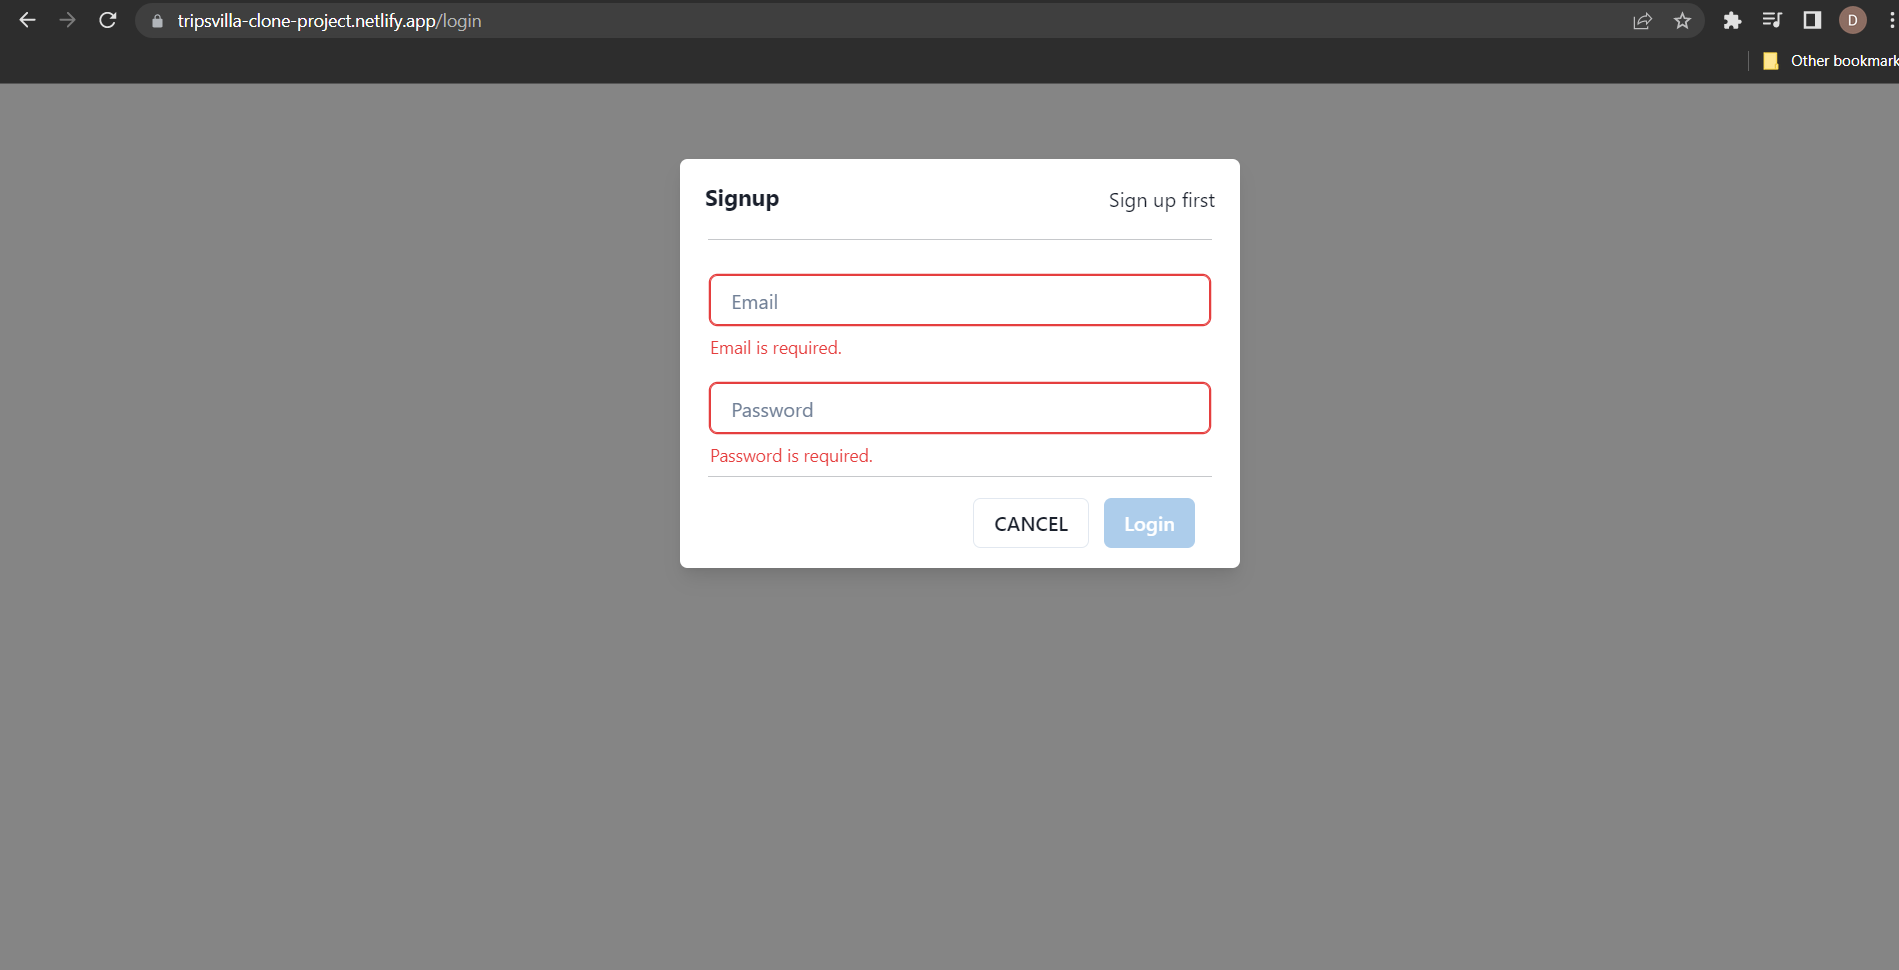 tripsvilla-clone-project.netlify.app/login
D
Other bookmark
Signup
Sign up first
Email
Email is required.
Password
Password is required.
CANCEL
Login